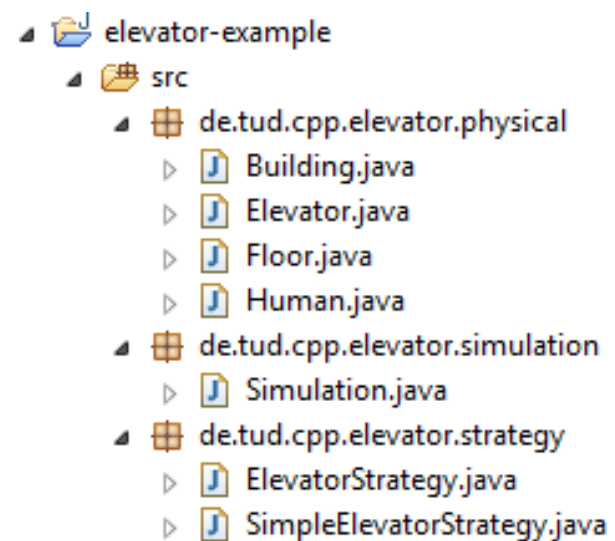 elevator-example
src
de.tud.cpp.elevator.physical
Building.java
Elevator.java
Floor.java
Human.java
de.tud.cpp.elevator.simulation
Simulation.java
de.tud.cpp.elevator.strategy
ElevatorStrategy.java
SimpleElevatorStrategy.java